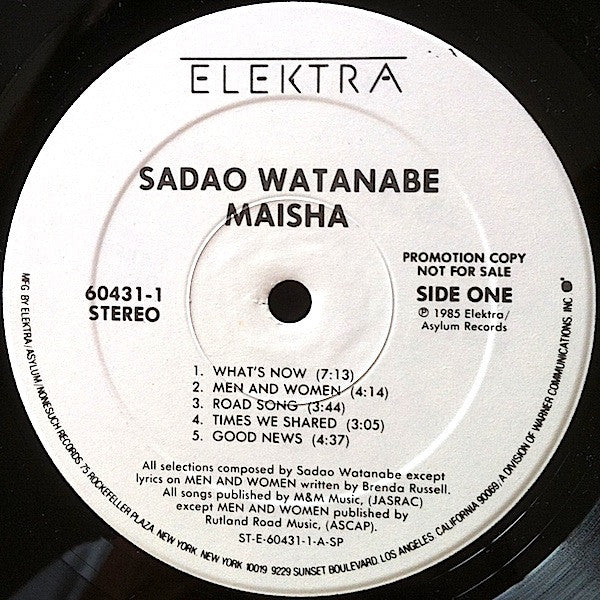 ELEKTRA
SADAO WATANABE
MAISHA
PROMOTION COPY
NOT FOR SALE
60431-1
STEREO
SIDE ONE
℗ 1985 Elektra/
Asylum Records
1. WHAT'S NOW (7:13)
2. MEN AND WOMEN (4:14)
3. ROAD SONG (3:44)
4. TIMES WE SHARED (3:05)
5. GOOD NEWS (4:37)
All selections composed by Sadao Watanabe except
lyrics on MEN AND WOMEN written by Brenda Russell.
All songs published by M&M Music, (JASRAC)
except MEN AND WOMEN published by
Rutland Road Music, (ASCAP).
ST-E-60431-1-A-SP
MFG BY ELEKTRA/ASYLUM/NONESUCH RECORDS 75 ROCKEFELLER PLAZA, NEW YORK, NEW YORK 10019 9229 SUNSET BOULEVARD, LOS ANGELES, CALIFORNIA 90069/A DIVISION OF WARNER COMMUNICATIONS, INC